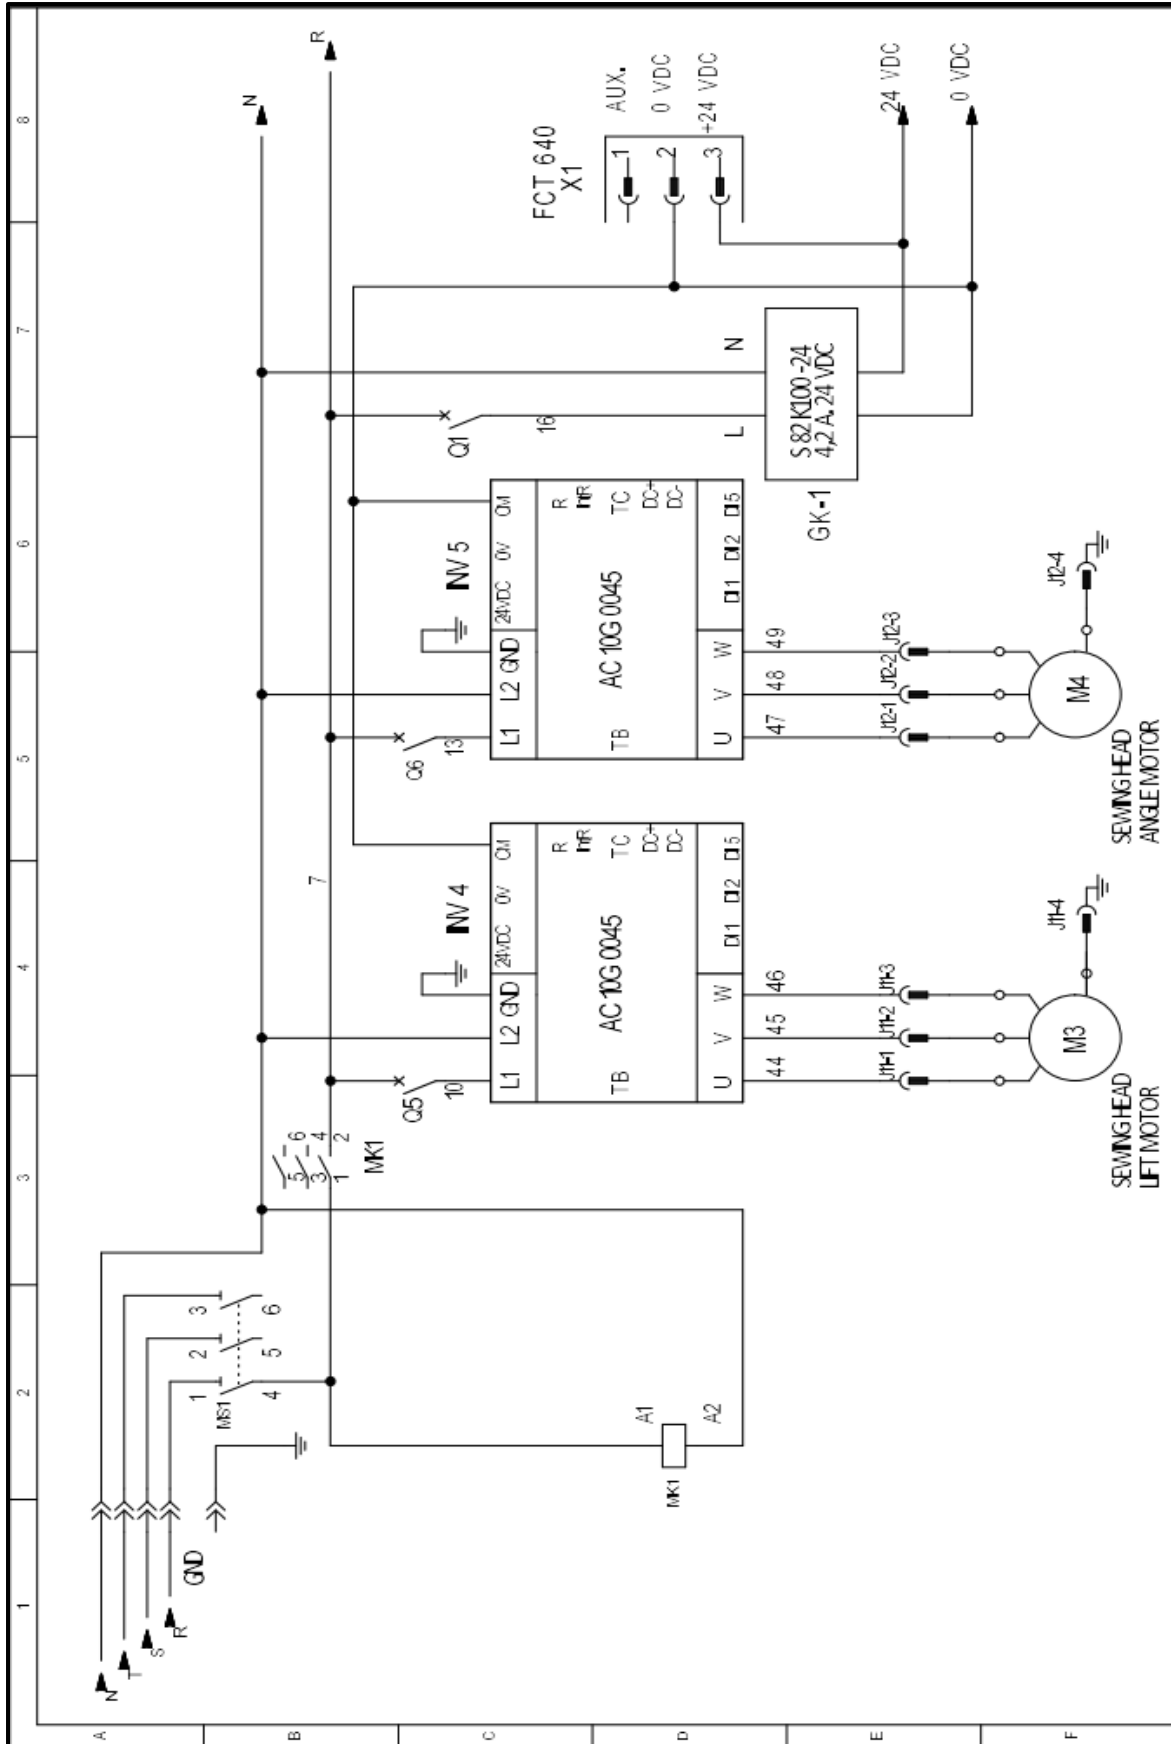 1
2
3
4
5
6
7
8
A
B
C
D
E
F
N
T
S
R
GND
1
2
3
MS1
4
5
6
MK1
A1
A2
5
6
3
4
1
2
MK1
7
N
R
Q5
10
INV 4
L1
L2
GND
24VDC
0V
CM
AC10G 0045
TB
R
TC
DC+
DC-
U
V
W
DI1
DI2
DI5
44
45
46
J11-1
J11-2
J11-3
J11-4
M3
SEWING HEAD
LIFT MOTOR
Q6
13
INV 5
L1
L2
GND
24VDC
0V
CM
AC10G 0045
TB
R
TC
DC+
DC-
U
V
W
DI1
DI2
DI5
47
48
49
J12-1
J12-2
J12-3
J12-4
M4
SEWING HEAD
ANGLE MOTOR
Q1
16
L
N
S82K100-24
4,2 A. 24 VDC
GK-1
FCT 640
X1
1
AUX.
2
0 VDC
3
+24 VDC
24 VDC
0 VDC